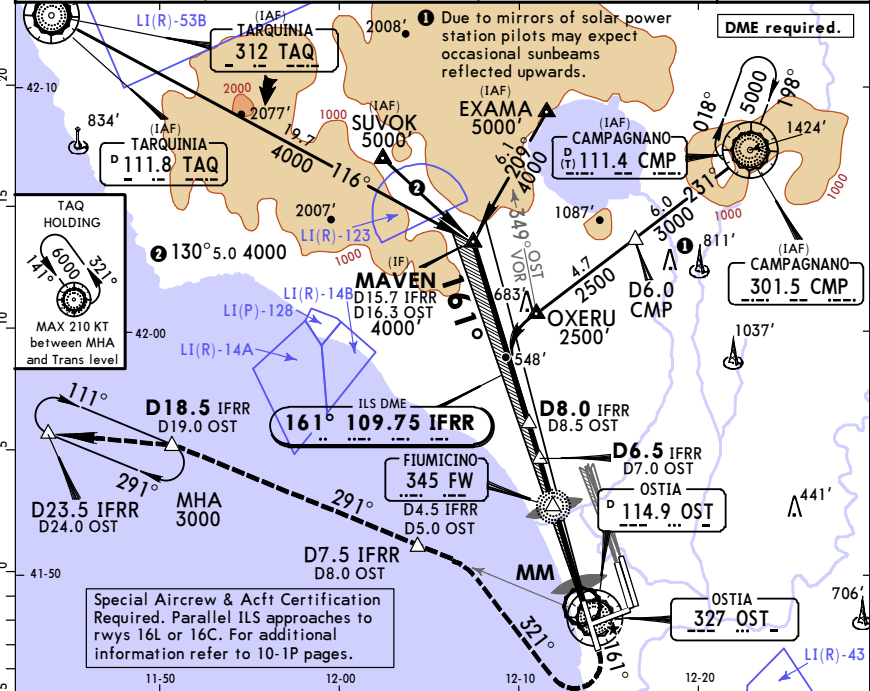 LI(R)-53B
(IAF)
TARQUINIA
312 TAQ
2008'
❶ Due to mirrors of solar power
station pilots may expect
occasional sunbeams
reflected upwards.
DME required.
20
42-10
834'
(IAF)
TARQUINIA
D 111.8 TAQ
2000
2077'
1000
19.7
4000
116°
(IAF)
SUVOK
5000'
❷
(IAF)
EXAMA
5000'
6.1
209°
4000
(IAF)
CAMPAGNANO
D
(T) 111.4 CMP
018°
5000
198°
1424'
1000
1000
231°
6.0
3000
❶
811'
(IAF)
CAMPAGNANO
301.5 CMP
15
TAQ
HOLDING
6000
141°
321°
MAX 210 KT
between MHA
and Trans level
2007'
LI(R)-123
1000
❷ 130° 5.0 4000
349° OST
VOR
1087'
4.7
2500
D6.0
CMP
(IF)
MAVEN
D15.7 IFRR
D16.3 OST
4000'
161°
683'
OXERU
2500'
LI(R)-14B
LI(P)-128
LI(R)-14A
10
42-00
548'
1037'
111°
D18.5 IFRR
D19.0 OST
ILS DME
161° 109.75 IFRR
D8.0 IFRR
D8.5 OST
5
D6.5 IFRR
D7.0 OST
291°
MHA
3000
D23.5 IFRR
D24.0 OST
291°
FIUMICINO
345 FW
D4.5 IFRR
D5.0 OST
OSTIA
D 114.9 OST
441'
D7.5 IFRR
D8.0 OST
0
41-50
MM
Special Aircrew & Acft Certification
Required. Parallel ILS approaches to
rwys 16L or 16C. For additional
information refer to 10-1P pages.
321°
161°
OSTIA
327 OST
706'
LI(R)-43
5
11-50
12-00
12-10
12-20